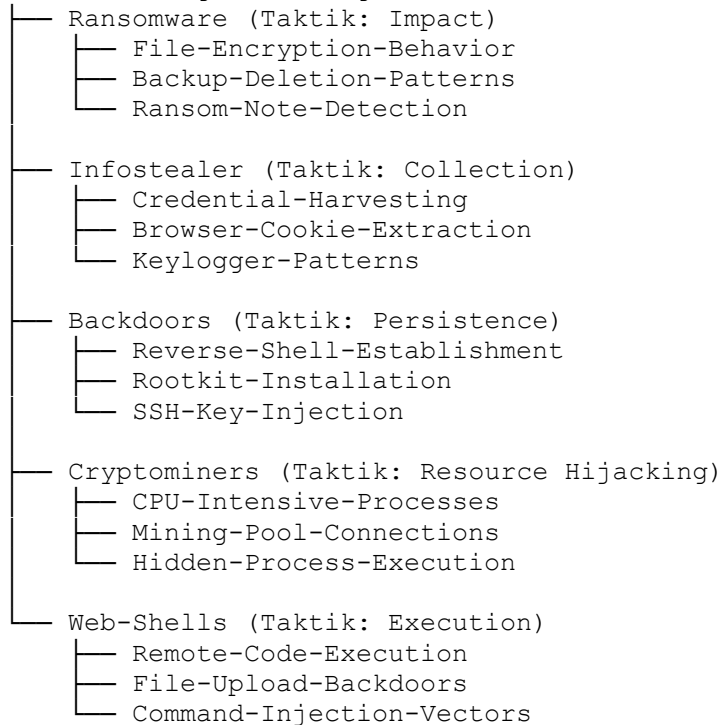 Ransomware (Taktik: Impact)
File-Encryption-Behavior
Backup-Deletion-Patterns
Ransom-Note-Detection
Infostealer (Taktik: Collection)
Credential-Harvesting
Browser-Cookie-Extraction
Keylogger-Patterns
Backdoors (Taktik: Persistence)
Reverse-Shell-Establishment
Rootkit-Installation
SSH-Key-Injection
Cryptominers (Taktik: Resource Hijacking)
CPU-Intensive-Processes
Mining-Pool-Connections
Hidden-Process-Execution
Web-Shells (Taktik: Execution)
Remote-Code-Execution
File-Upload-Backdoors
Command-Injection-Vectors